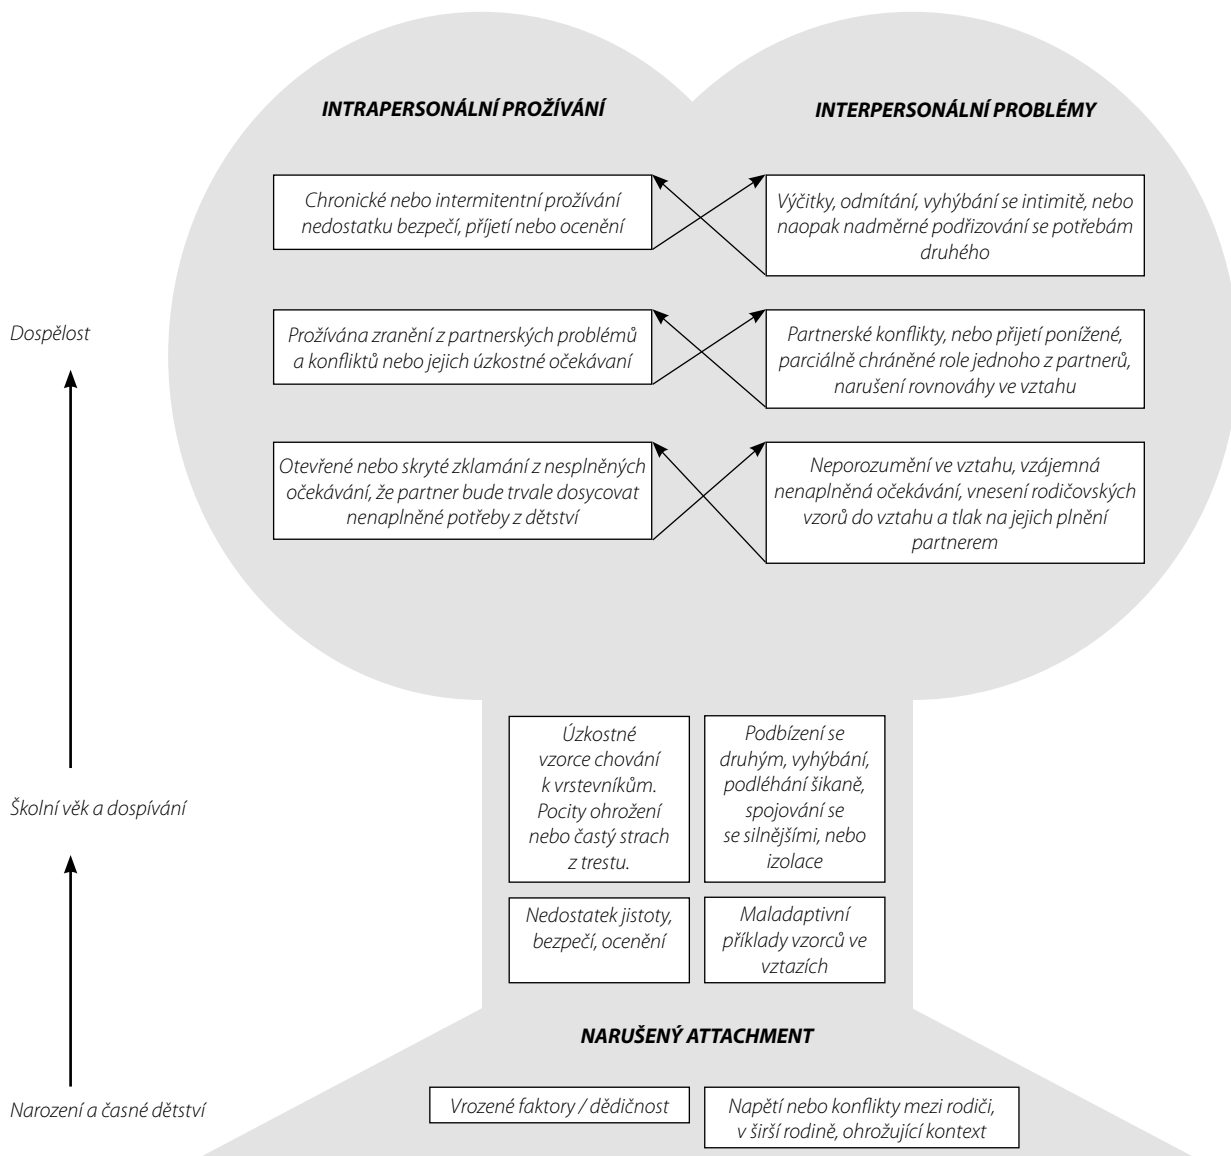 INTRAPERSONÁLNÍ PROŽÍVÁNÍ
INTERPERSONÁLNÍ PROBLÉMY
Chronické nebo intermitentní prožívání
nedostatku bezpečí, příjetí nebo ocenění
Výčitky, odmítání, vyhýbání se intimitě, nebo
naopak nadměrné podřizování se potřebám
druhého
Dospělost
Prožívána zranění z partnerských problémů
a konfliktů nebo jejich úzkostné očekávaní
Partnerské konflikty, nebo přijetí ponížené,
parciálně chráněné role jednoho z partnerů,
narušení rovnováhy ve vztahu
Otevřené nebo skryté zklamání z nesplněných
očekávání, že partner bude trvale dosycovat
nenaplněné potřeby z dětství
Neporozumění ve vztahu, vzájemná
nenaplněná očekávání, vnesení rodičovských
vzorů do vztahu a tlak na jejich plnění
partnerem
Školní věk a dospívání
Úzkostné
vzorce chování
k vrstevníkům.
Pocity ohrožení
nebo častý strach
z trestu.
Podbízení se
druhým, vyhýbání,
podléhání šikaně,
spojování se
se silnějšími, nebo
izolace
Nedostatek jistoty,
bezpečí, ocenění
Maladaptivní
příklady vzorců ve
vztazích
NARUŠENÝ ATTACHMENT
Narození a časné dětství
Vrozené faktory / dědičnost
Napětí nebo konflikty mezi rodiči,
v širší rodině, ohrožující kontext